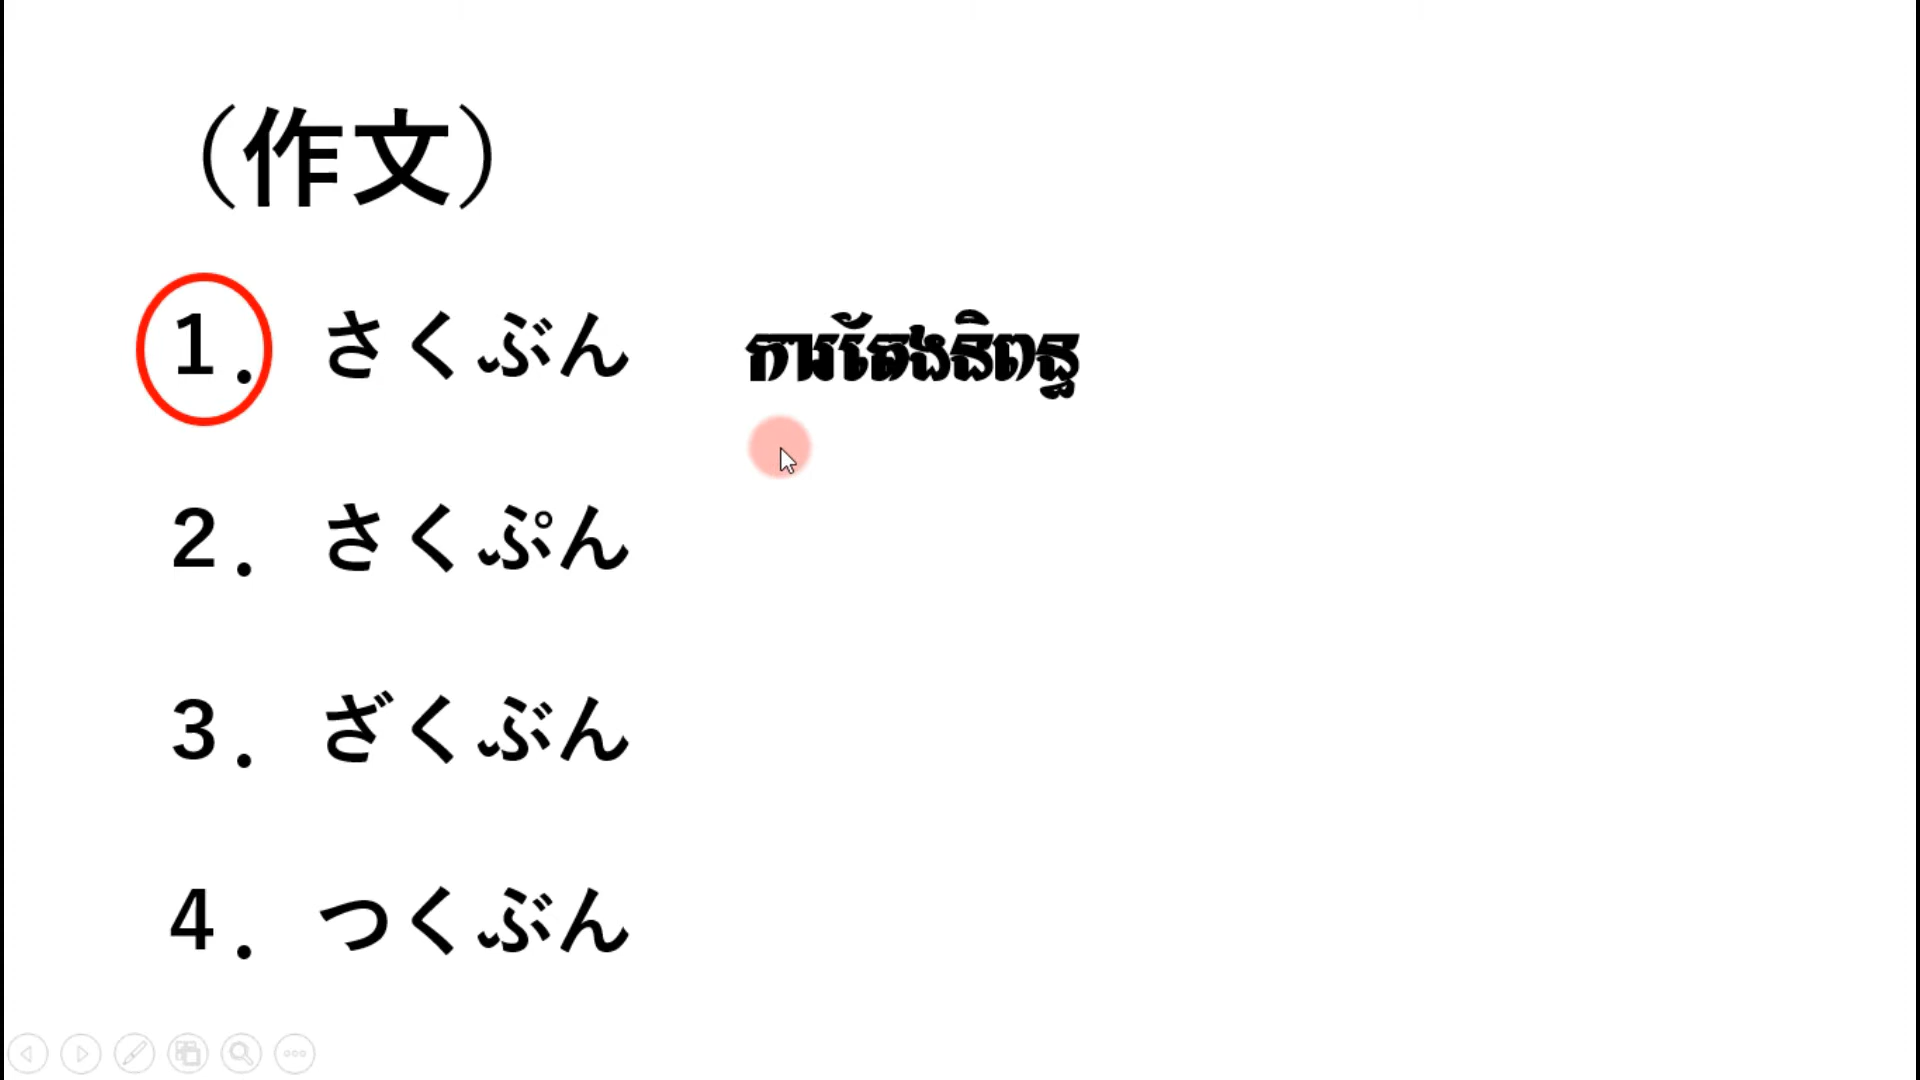 （作文）
１． さくぶん ការតែងនិពន្ធ
２． さくぷん
３． ざくぶん
４． つくぶん